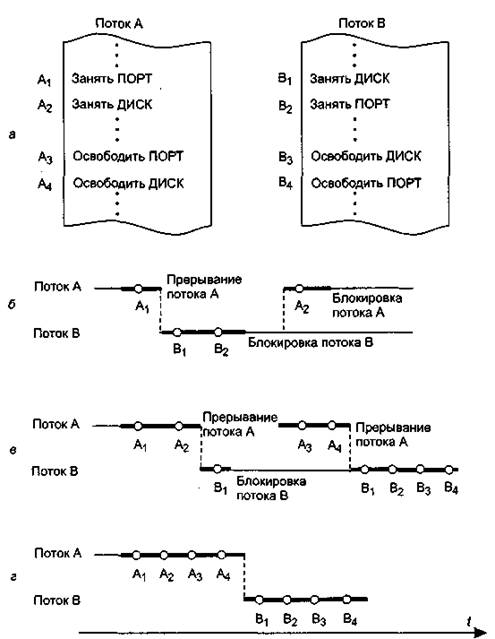 Поток А Поток В
A1 Занять ПОРТ B1 Занять ДИСК
A2 Занять ДИСК B2 Занять ПОРТ
а
A3 Освободить ПОРТ B3 Освободить ДИСК
A4 Освободить ДИСК B4 Освободить ПОРТ
Поток А Прерывание потока А
A1 A2 Блокировка потока А
б
Поток В Блокировка потока В
B1 B2
Поток А Прерывание потока А Прерывание потока А
A1 A2 A3 A4
в
Поток В Блокировка потока В
B1 B1 B2 B3 B4
Поток А
A1 A2 A3 A4
г
Поток В
B1 B2 B3 B4
t